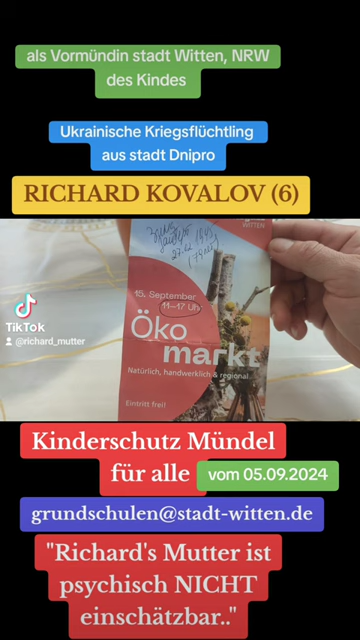 als Vormündin stadt Witten, NRW
des Kindes
Ukrainische Kriegsflüchtling
aus stadt Dnipro
RICHARD KOVALOV (6)
WITTEN
15. September
11–17 Uhr
Öko
markt
Natürlich, handwerklich & regional.
Eintritt frei!
TikTok
@richard_mutter
Kinderschutz Mündel
für alle
vom 05.09.2024
grundschulen@stadt-witten.de
"Richard's Mutter ist
psychisch NICHT
einschätzbar.."